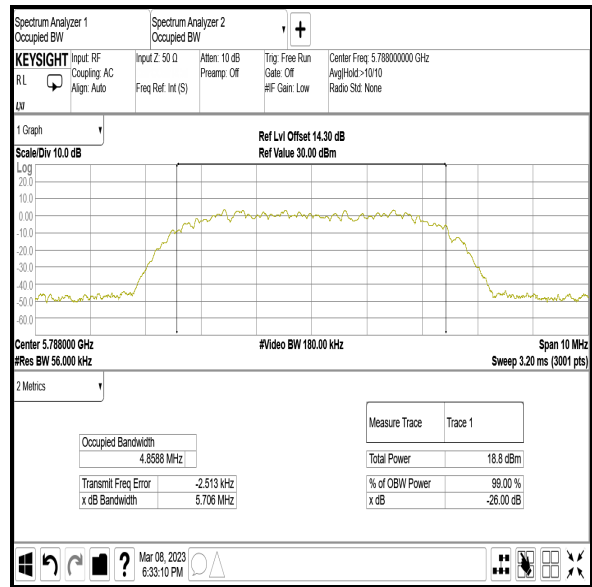 Spectrum Analyzer 1
Occupied BW
Spectrum Analyzer 2
Occupied BW
KEYSIGHT
RL
LXI
Input: RF
Coupling: AC
Align: Auto
Input Z: 50 Ω
Freq Ref: Int (S)
Atten: 10 dB
Preamp: Off
Trig: Free Run
Gate: Off
#IF Gain: Low
Center Freq: 5.788000000 GHz
Avg|Hold:>10/10
Radio Std: None
1 Graph
Scale/Div 10.0 dB
Ref Lvl Offset 14.30 dB
Ref Value 30.00 dBm
Log
20.0
10.0
0.00
-10.0
-20.0
-30.0
-40.0
-50.0
-60.0
Center 5.788000 GHz
#Res BW 56.000 kHz
#Video BW 180.00 kHz
Span 10 MHz
Sweep 3.20 ms (3001 pts)
2 Metrics
Occupied Bandwidth
4.8588 MHz
Transmit Freq Error -2.513 kHz
x dB Bandwidth 5.706 MHz
Measure Trace Trace 1
Total Power 18.8 dBm
% of OBW Power 99.00 %
x dB -26.00 dB
?
Mar 08, 2023
6:33:10 PM